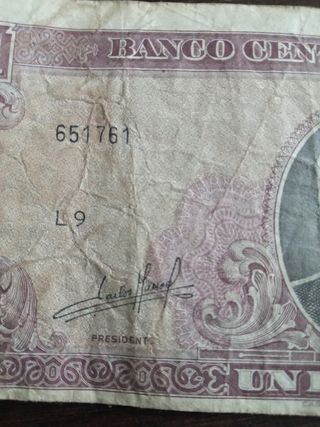 BANCO CEN
651761
L9
PRESIDENT
UN